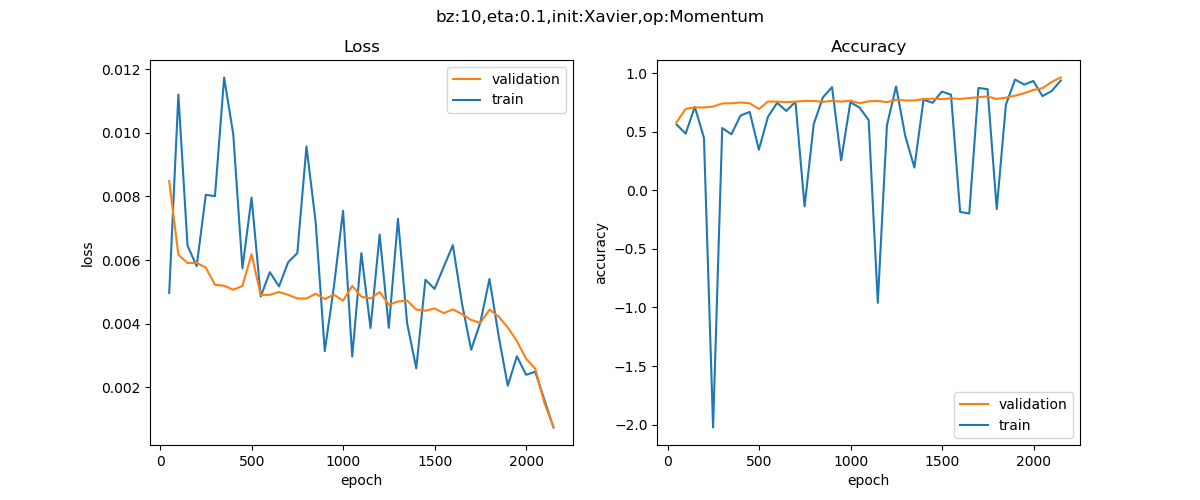 bz:10,eta:0.1,init:Xavier,op:Momentum
Loss
0.012
0.010
0.008
0.006
0.004
0.002
loss
0
500
1000
1500
2000
epoch
validation
train
Accuracy
1.0
0.5
0.0
−0.5
−1.0
−1.5
−2.0
accuracy
0
500
1000
1500
2000
epoch
validation
train